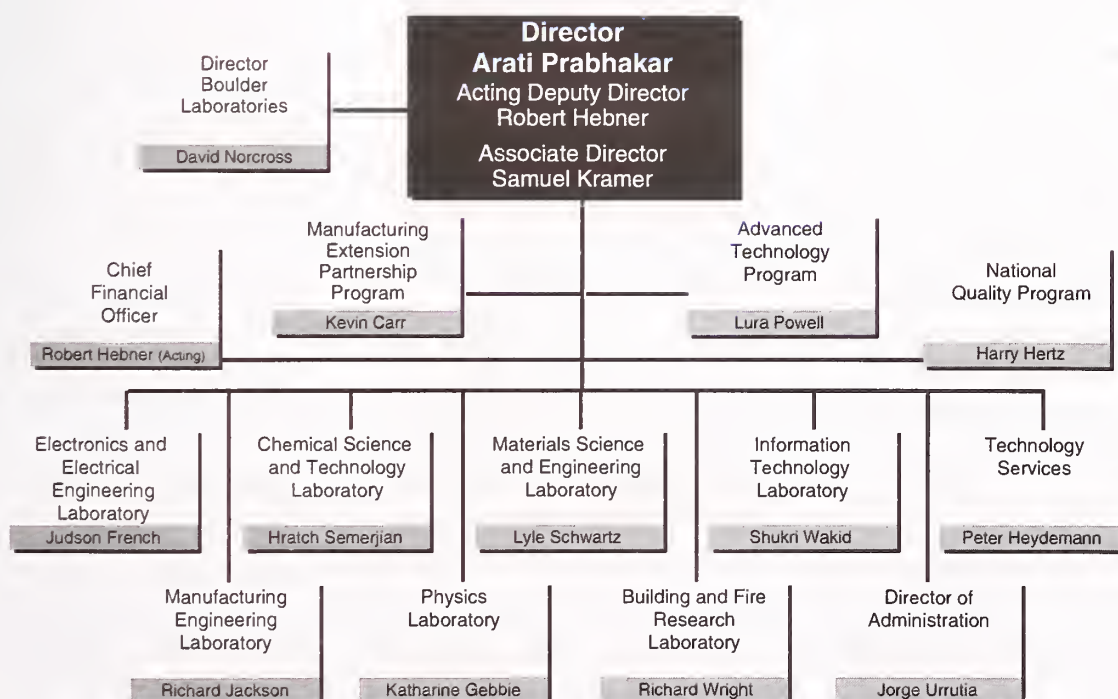 Director
Arati Prabhakar
Acting Deputy Director
Robert Hebner
Associate Director
Samuel Kramer
Director
Boulder
Laboratories
David Norcross
Manufacturing
Extension
Partnership
Program
Kevin Carr
Advanced
Technology
Program
Lura Powell
Chief
Financial
Officer
Robert Hebner (Acting)
National
Quality Program
Harry Hertz
Electronics and
Electrical
Engineering
Laboratory
Judson French
Chemical Science
and Technology
Laboratory
Hratch Semerjian
Materials Science
and Engineering
Laboratory
Lyle Schwartz
Information
Technology
Laboratory
Shukri Wakid
Technology
Services
Peter Heydemann
Manufacturing
Engineering
Laboratory
Richard Jackson
Physics
Laboratory
Katharine Gebbie
Building and Fire
Research
Laboratory
Richard Wright
Director of
Administration
Jorge Urrutia